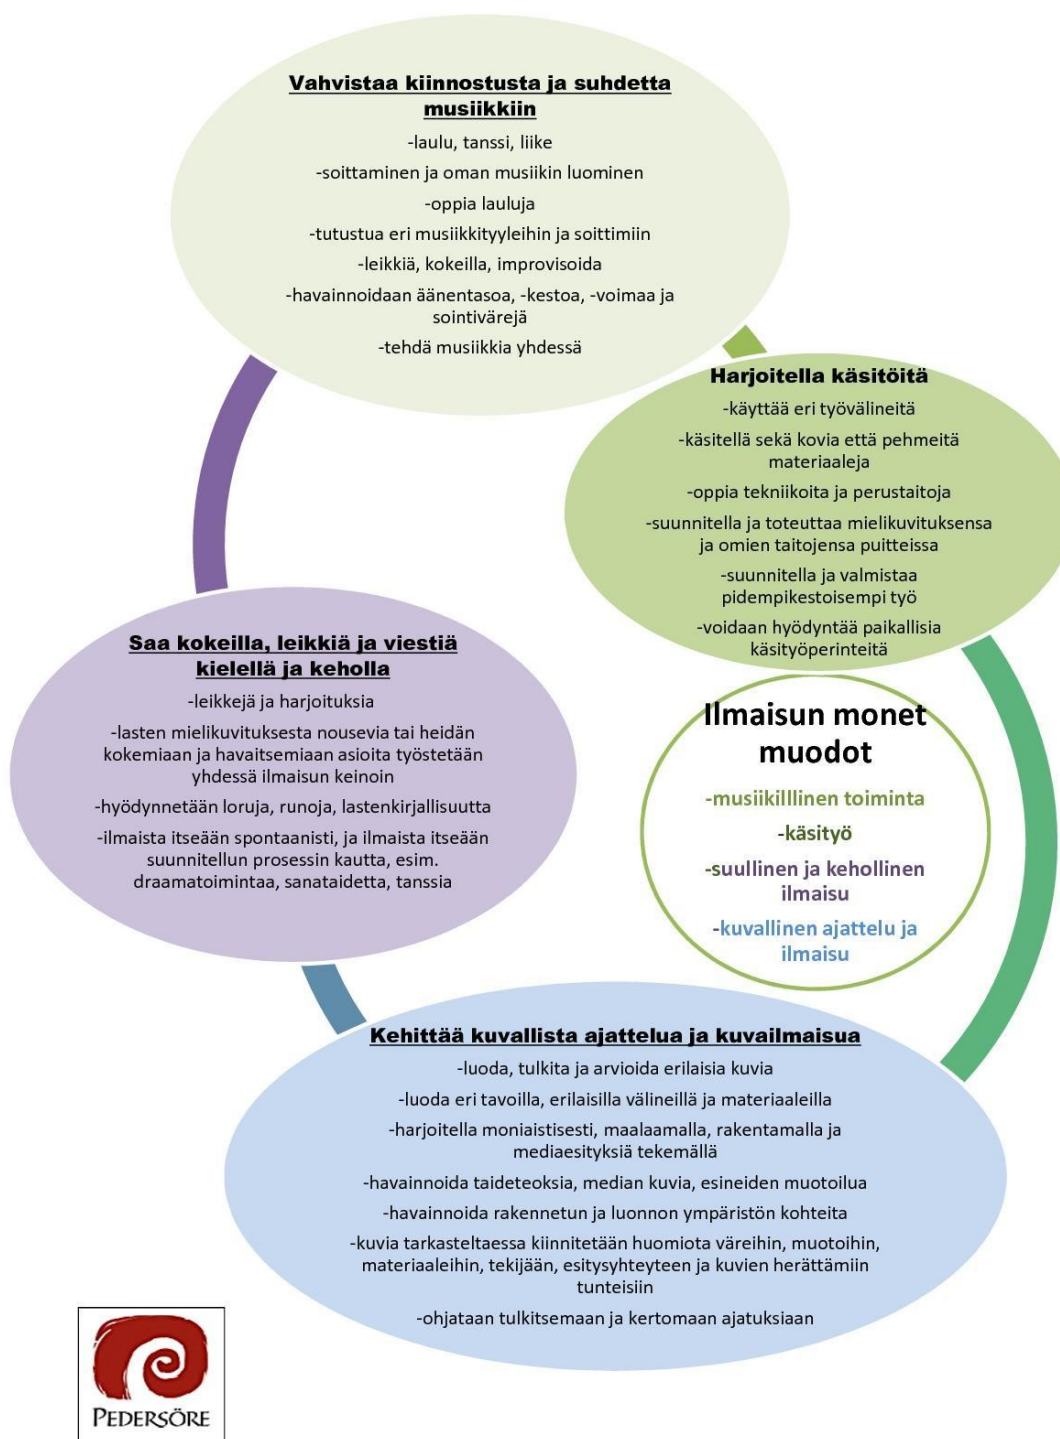 Vahvistaa kiinnostusta ja suhdetta
musiikkiin
-laulu, tanssi, liike
-soittaminen ja oman musiikin luominen
-oppia lauluja
-tutustua eri musiikkityyleihin ja soittimiin
-leikkiä, kokeilla, improvisoida
-havainnoidaan äänentasoa, -kestoa, -voimaa ja
sointivärejä
-tehdä musiikkia yhdessä
Harjoitella käsitöitä
-käyttää eri työvälineitä
-käsitellä sekä kovia että pehmeitä
materiaaleja
-oppia tekniikoita ja perustaitoja
-suunnitella ja toteuttaa mielikuvituksensa
ja omien taitojensa puitteissa
-suunnitella ja valmistaa
pidempikestoisempi työ
-voidaan hyödyntää paikallisia
käsityöperinteitä
Saa kokeilla, leikkiä ja viestiä
kielellä ja keholla
-leikkejä ja harjoituksia
-lasten mielikuvituksesta nousevia tai heidän
kokemiaan ja havaitsemiaan asioita työstetään
yhdessä ilmaisun keinoin
-hyödynnetään loruja, runoja, lastenkirjallisuutta
-ilmaista itseään spontaanisti, ja ilmaista itseään
suunnitellun prosessin kautta, esim.
draamatoimintaa, sanataidetta, tanssia
Ilmaisun monet
muodot
-musiikilllinen toiminta
-käsityö
-suullinen ja kehollinen
ilmaisu
-kuvallinen ajattelu ja
ilmaisu
Kehittää kuvallista ajattelua ja kuvailmaisua
-luoda, tulkita ja arvioida erilaisia kuvia
-luoda eri tavoilla, erilaisilla välineillä ja materiaaleilla
-harjoitella moniaistisesti, maalaamalla, rakentamalla ja
mediaesityksiä tekemällä
-havainnoida taideteoksia, median kuvia, esineiden muotoilua
-havainnoida rakennetun ja luonnon ympäristön kohteita
-kuvia tarkasteltaessa kiinnitetään huomiota väreihin, muotoihin,
materiaaleihin, tekijään, esitysyhteyteen ja kuvien herättämiin
tunteisiin
-ohjataan tulkitsemaan ja kertomaan ajatuksiaan
PEDERSÖRE